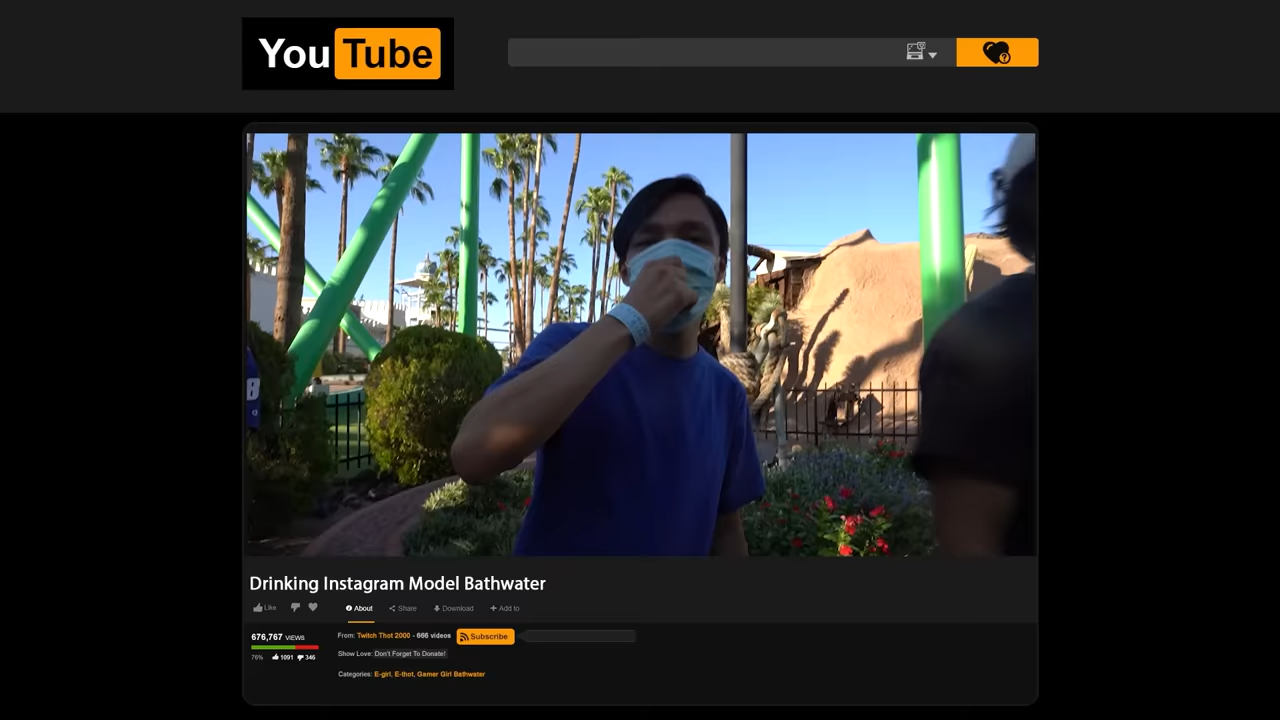 You Tube
Drinking Instagram Model Bathwater
Like About Share Download Add to
676,767 VIEWS
From: Twitch Thot 2000 - 666 videos Subscribe
Show Love: Don't Forget To Donate!
76% 1091 346
Categories: E-girl, E-thot, Gamer Girl Bathwater